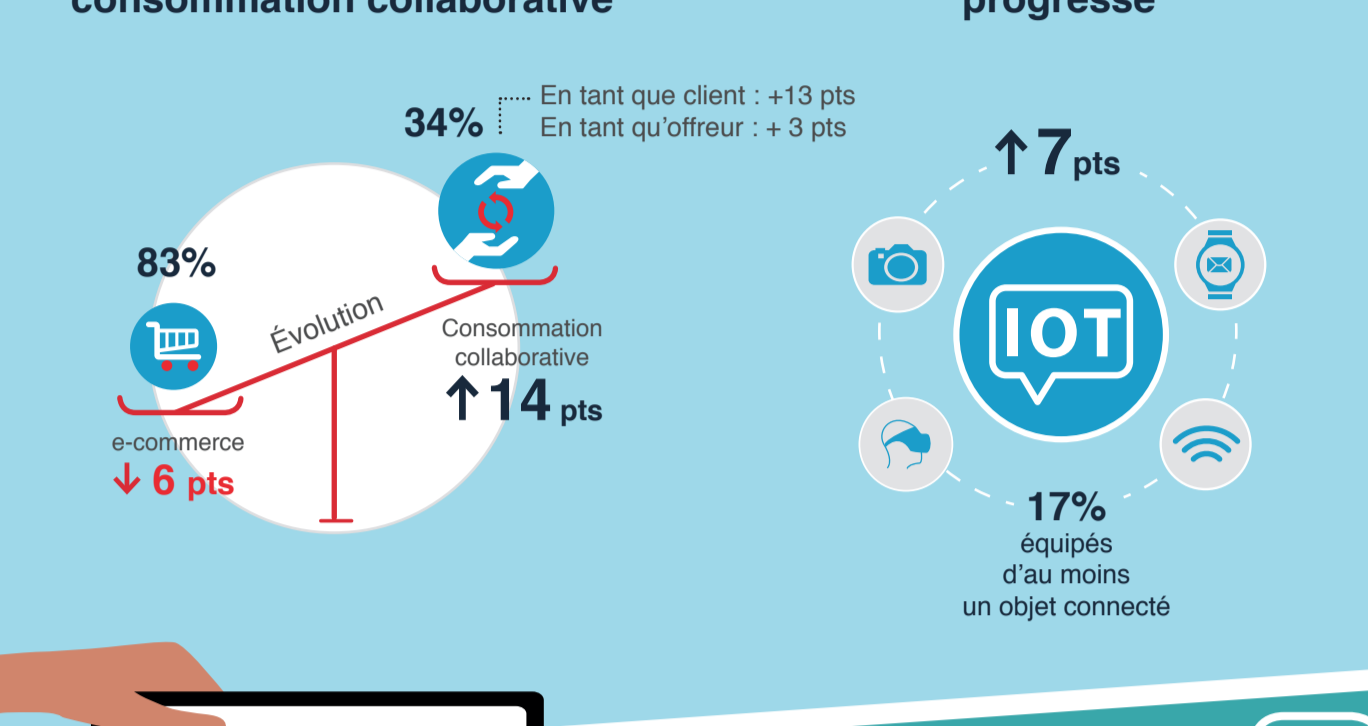 consommation collaborative
progresse
34%
En tant que client : +13 pts
En tant qu'offreur : + 3 pts
83%
Évolution
Consommation
collaborative
↑14 pts
e-commerce
↓ 6 pts
↑7pts
IOT
17%
équipés
d'au moins
un objet connecté